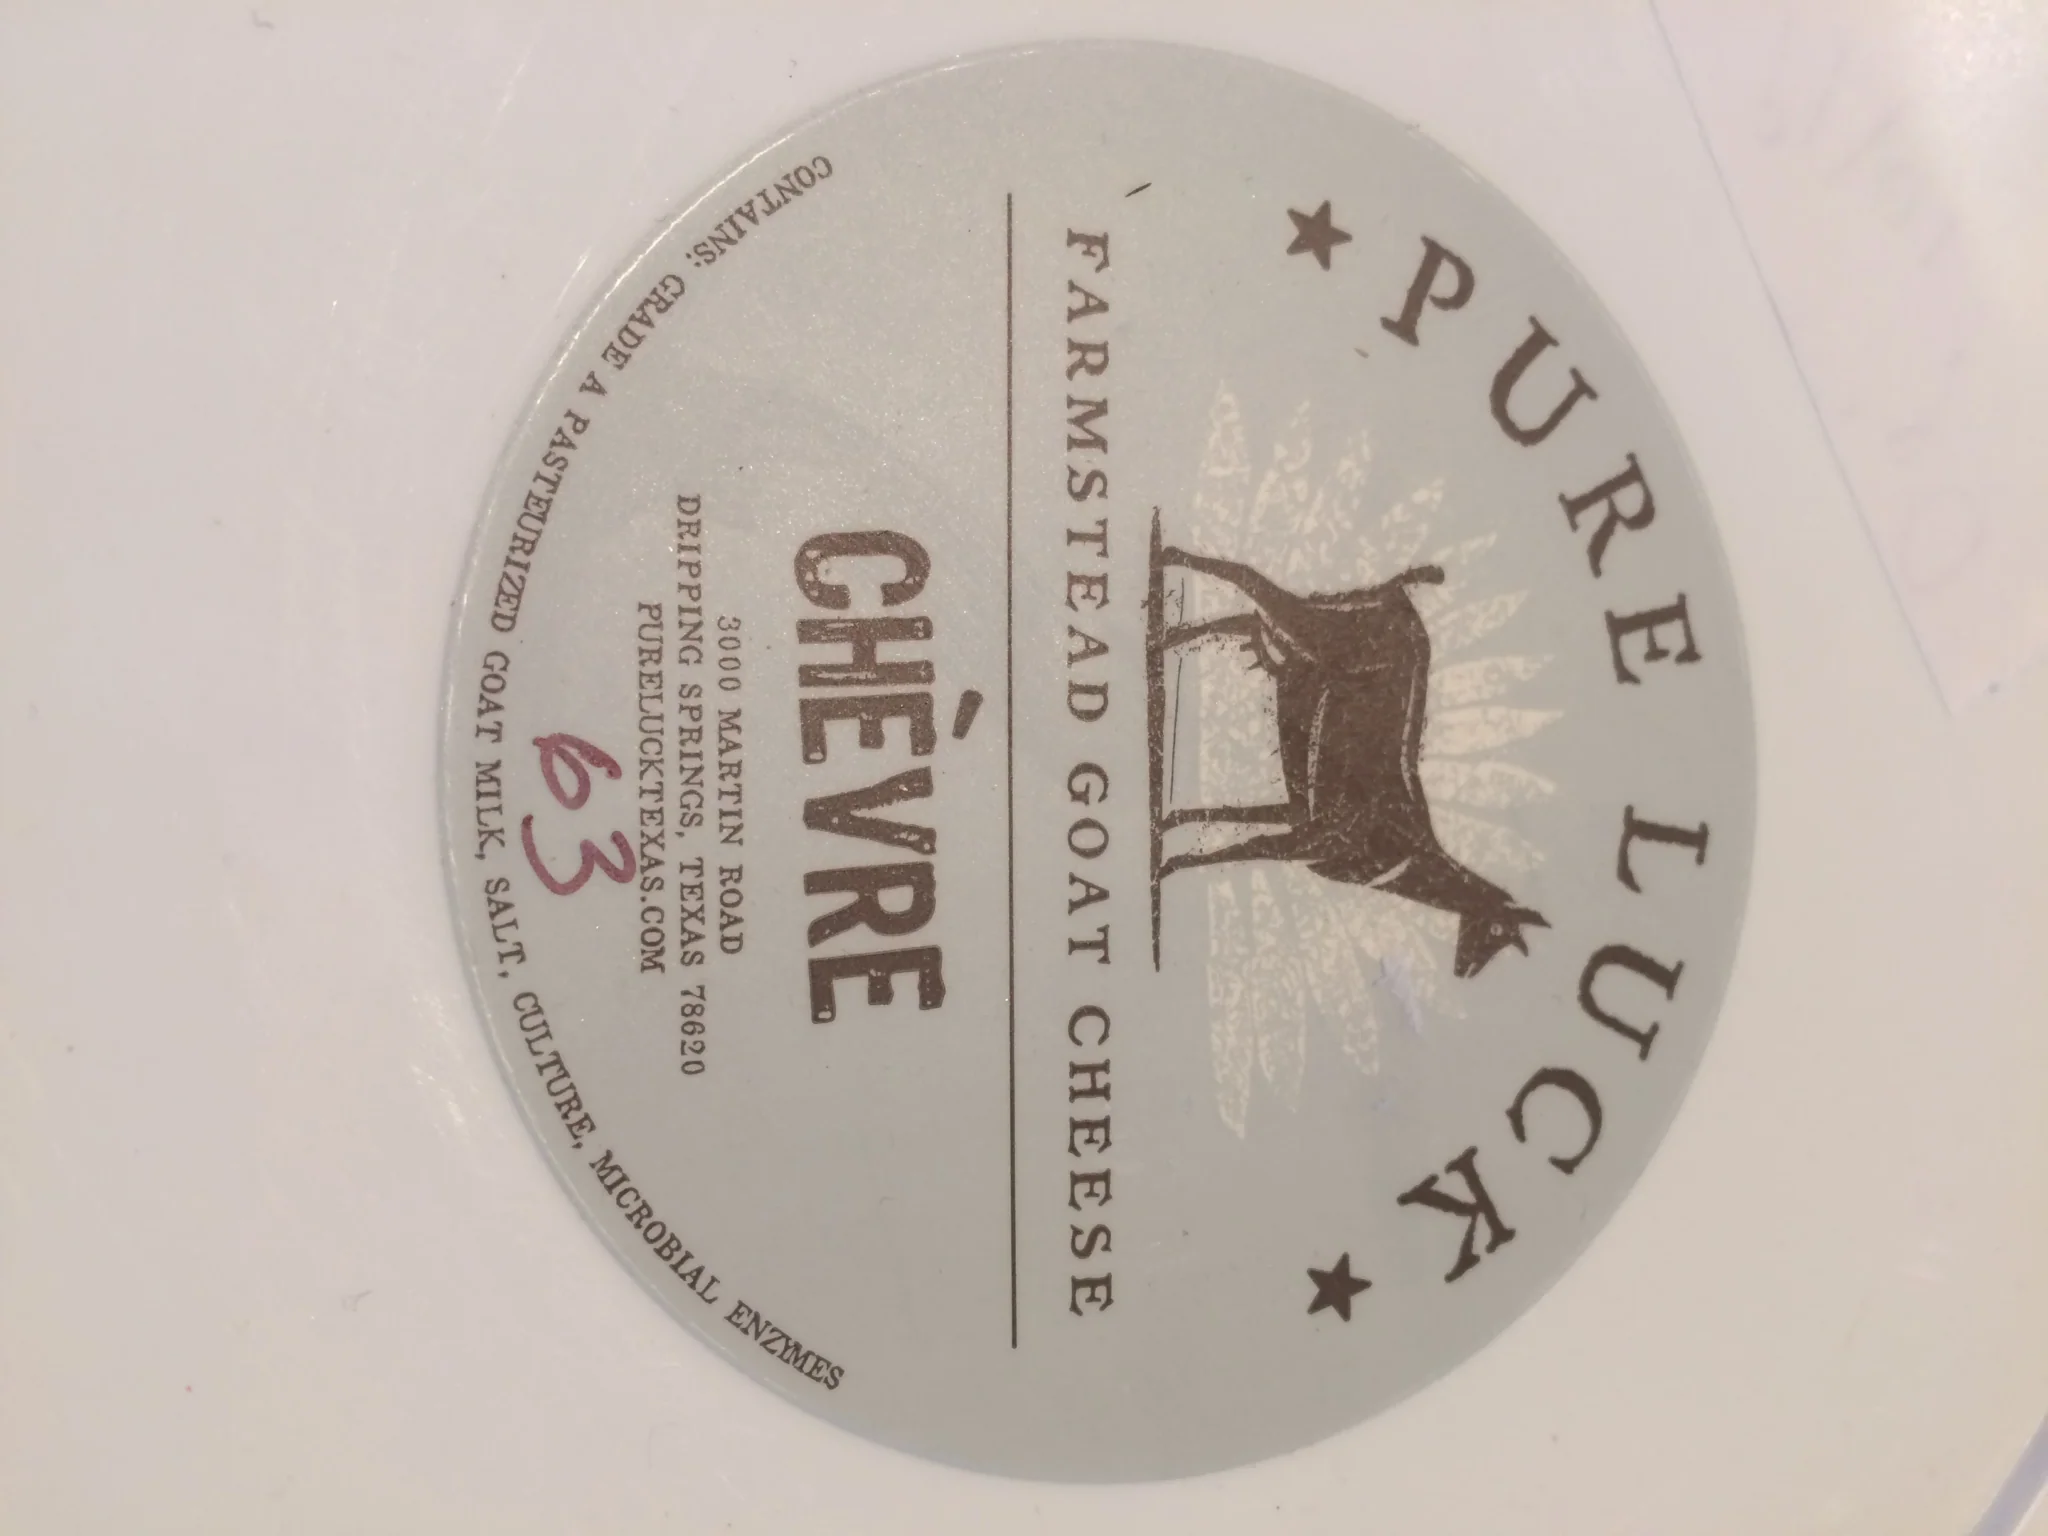 PURE LUCK
FARMSTEAD GOAT CHEESE
CHÈVRE
3000 MARTIN ROAD
DRIPPING SPRINGS, TEXAS 78620
PURELUCKTEXAS.COM
63
CONTAINS: GRADE A PASTEURIZED GOAT MILK, SALT, CULTURE, MICROBIAL ENZYMES